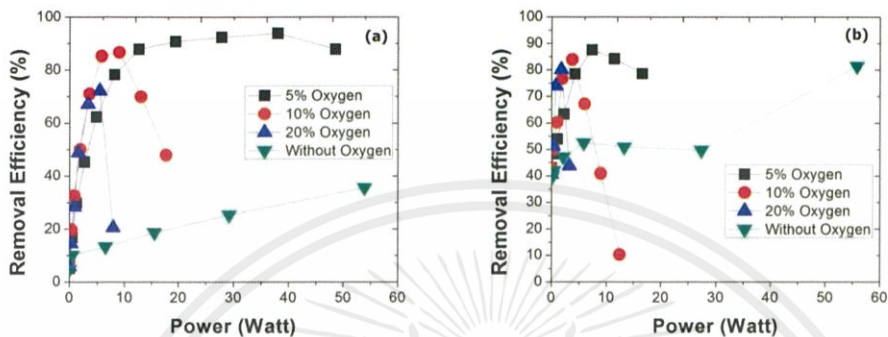 (a)
Removal Efficiency (%)
100
80
60
40
20
0
5% Oxygen
10% Oxygen
20% Oxygen
Without Oxygen
0 10 20 30 40 50 60
Power (Watt)
(b)
Removal Efficiency (%)
100
90
80
70
60
50
40
30
20
10
0
5% Oxygen
10% Oxygen
20% Oxygen
Without Oxygen
0 10 20 30 40 50 60
Power (Watt)